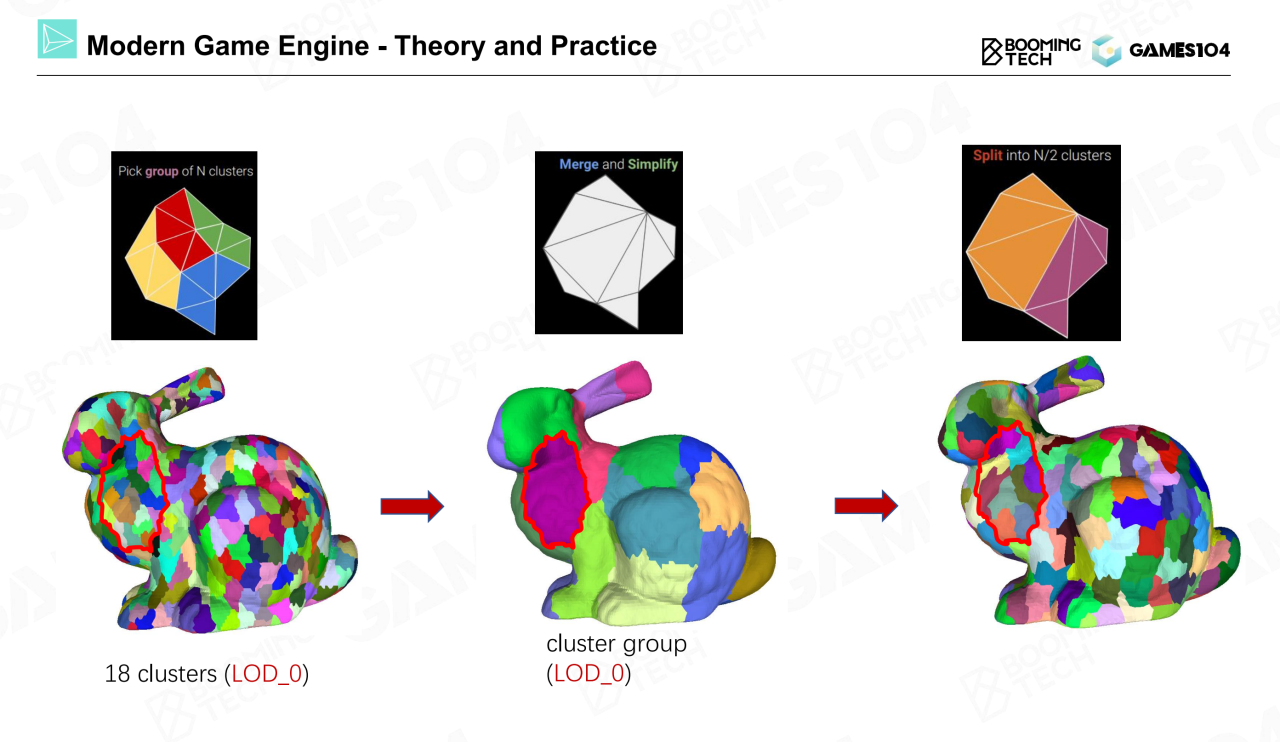 Modern Game Engine - Theory and Practice
BOOMING
TECH
GAMES104
Pick group of N clusters
Merge and Simplify
Split into N/2 clusters
18 clusters (LOD_0)
cluster group
(LOD_0)